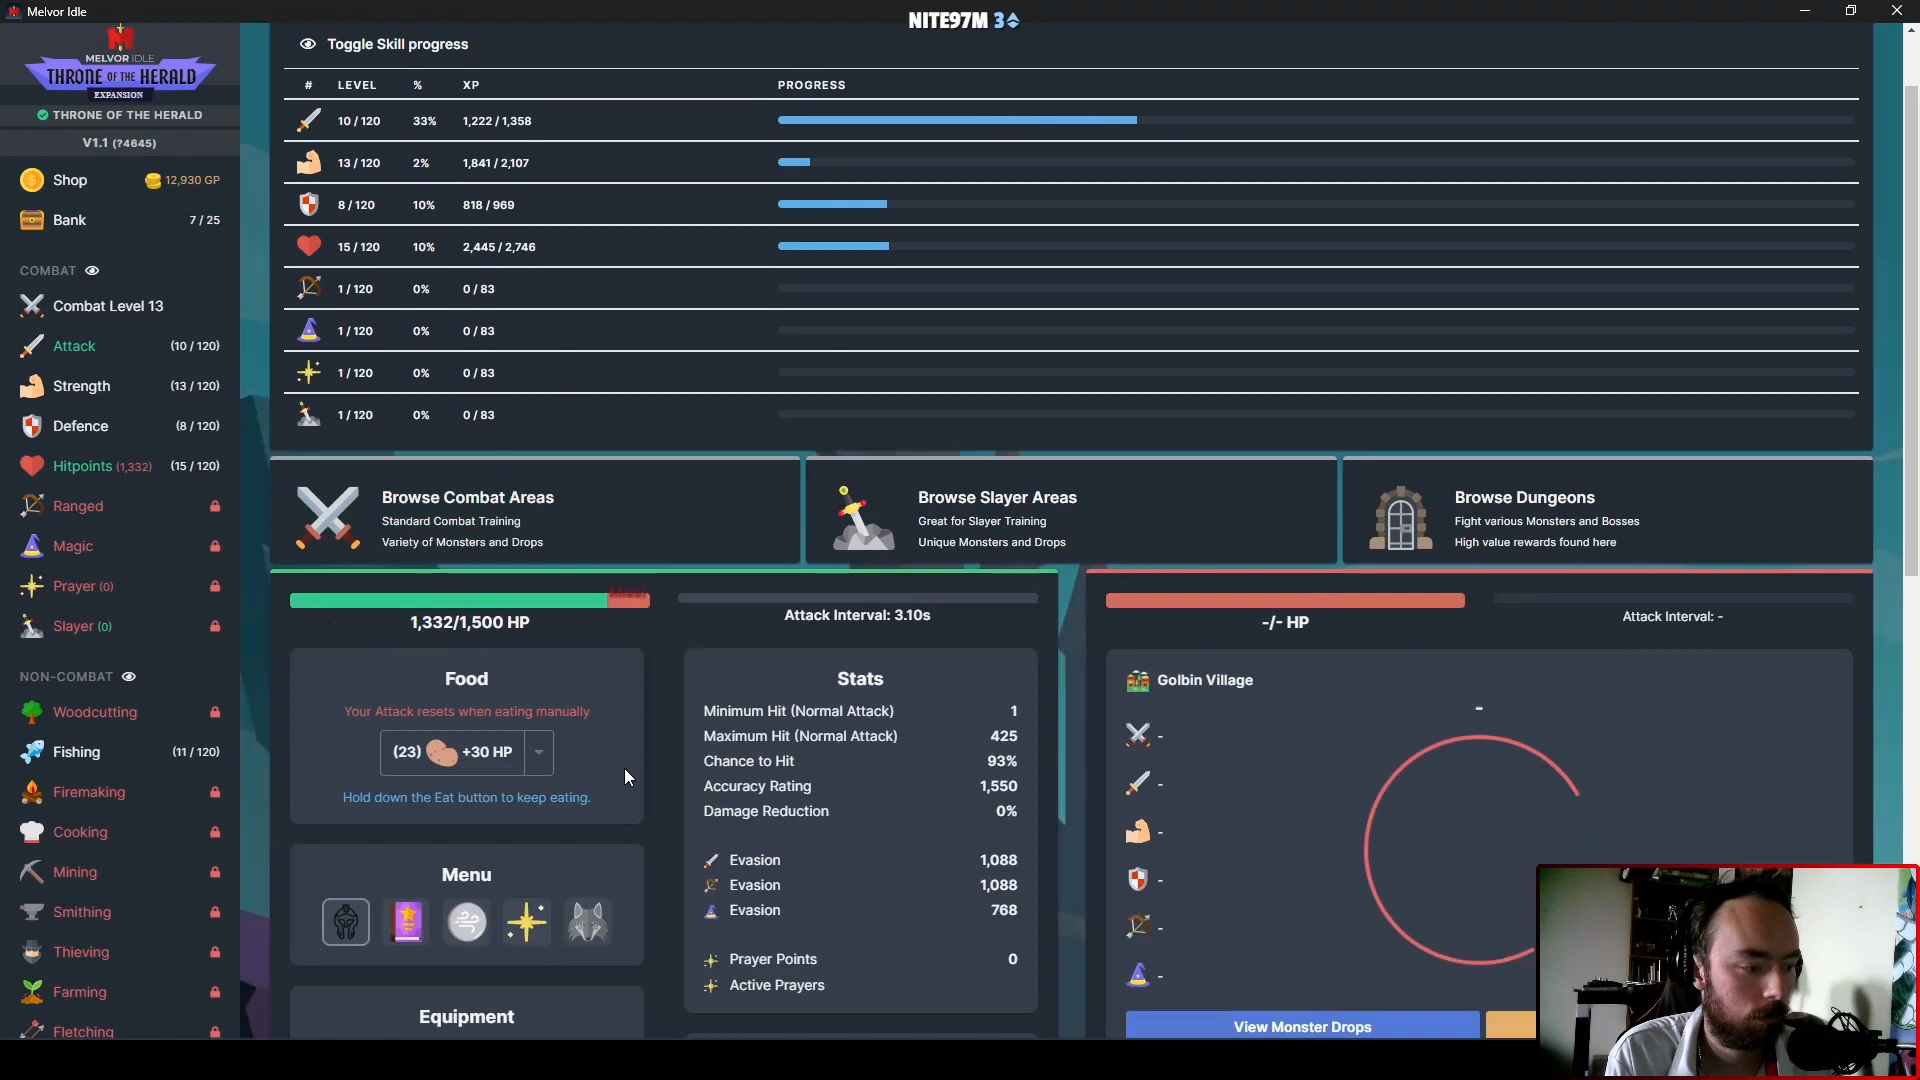 Melvor Idle
NITE97M 3
MELVOR IDLE
THRONE OF THE HERALD
EXPANSION
THRONE OF THE HERALD
V1.1 (?4645)
Shop 12,930 GP
Bank 7 / 25
COMBAT
Combat Level 13
Attack (10 / 120)
Strength (13 / 120)
Defence (8 / 120)
Hitpoints (1,332) (15 / 120)
Ranged
Magic
Prayer (0)
Slayer (0)
NON-COMBAT
Woodcutting
Fishing (11 / 120)
Firemaking
Cooking
Mining
Smithing
Thieving
Farming
Fletching
Toggle Skill progress
# LEVEL % XP PROGRESS
10 / 120 33% 1,222 / 1,358
13 / 120 2% 1,841 / 2,107
8 / 120 10% 818 / 969
15 / 120 10% 2,445 / 2,746
1 / 120 0% 0 / 83
1 / 120 0% 0 / 83
1 / 120 0% 0 / 83
1 / 120 0% 0 / 83
Browse Combat Areas
Standard Combat Training
Variety of Monsters and Drops
Browse Slayer Areas
Great for Slayer Training
Unique Monsters and Drops
Browse Dungeons
Fight various Monsters and Bosses
High value rewards found here
1,332/1,500 HP
Attack Interval: 3.10s
Food
Your Attack resets when eating manually
(23) +30 HP
Hold down the Eat button to keep eating.
Menu
Equipment
Stats
Minimum Hit (Normal Attack) 1
Maximum Hit (Normal Attack) 425
Chance to Hit 93%
Accuracy Rating 1,550
Damage Reduction 0%
Evasion 1,088
Evasion 1,088
Evasion 768
Prayer Points 0
Active Prayers
-/- HP
Attack Interval: -
Golbin Village
-
-
-
-
-
-
-
View Monster Drops